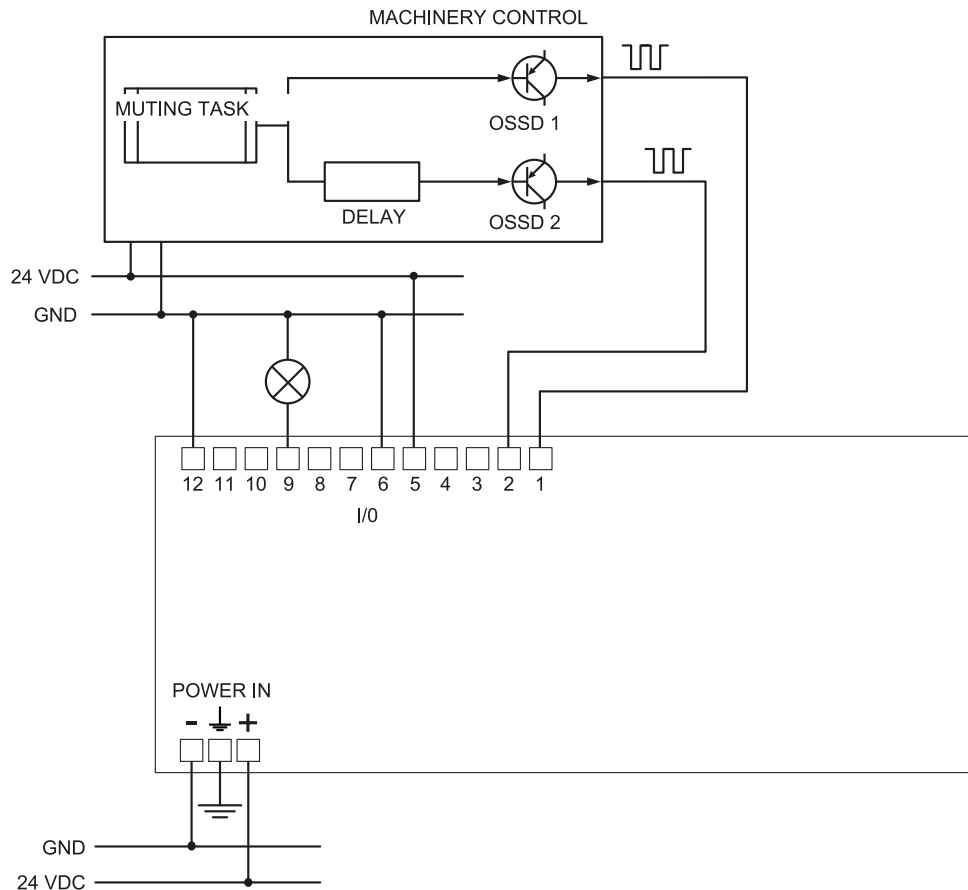 MACHINERY CONTROL
MUTING TASK
OSSD 1
DELAY
OSSD 2
24 VDC
GND
12 11 10 9 8 7 6 5 4 3 2 1
I/0
POWER IN
- +
GND
24 VDC